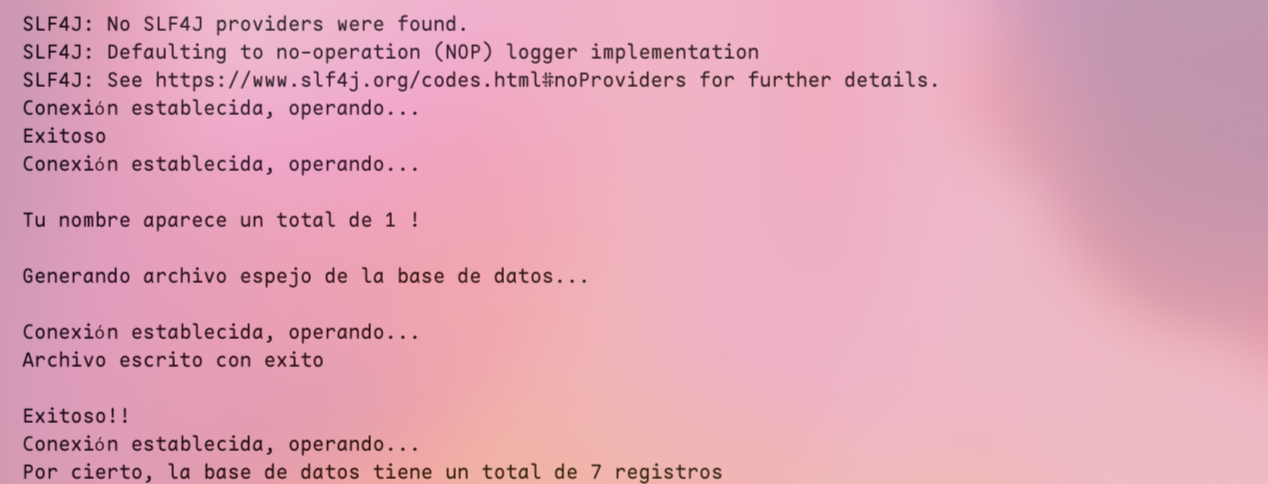 SLF4J: No SLF4J providers were found.
SLF4J: Defaulting to no-operation (NOP) logger implementation
SLF4J: See https://www.slf4j.org/codes.html#noProviders for further details.
Conexión establecida, operando...
Exitoso
Conexión establecida, operando...
Tu nombre aparece un total de 1 !
Generando archivo espejo de la base de datos...
Conexión establecida, operando...
Archivo escrito con exito
Exitoso!!
Conexión establecida, operando...
Por cierto, la base de datos tiene un total de 7 registros